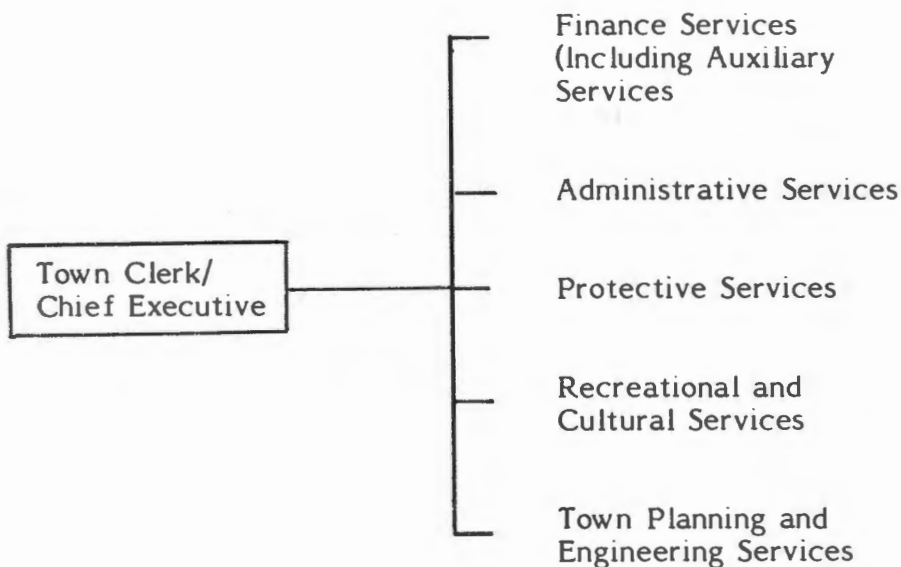 Finance Services
(Including Auxiliary
Services
Administrative Services
Town Clerk/
Chief Executive
Protective Services
Recreational and
Cultural Services
Town Planning and
Engineering Services